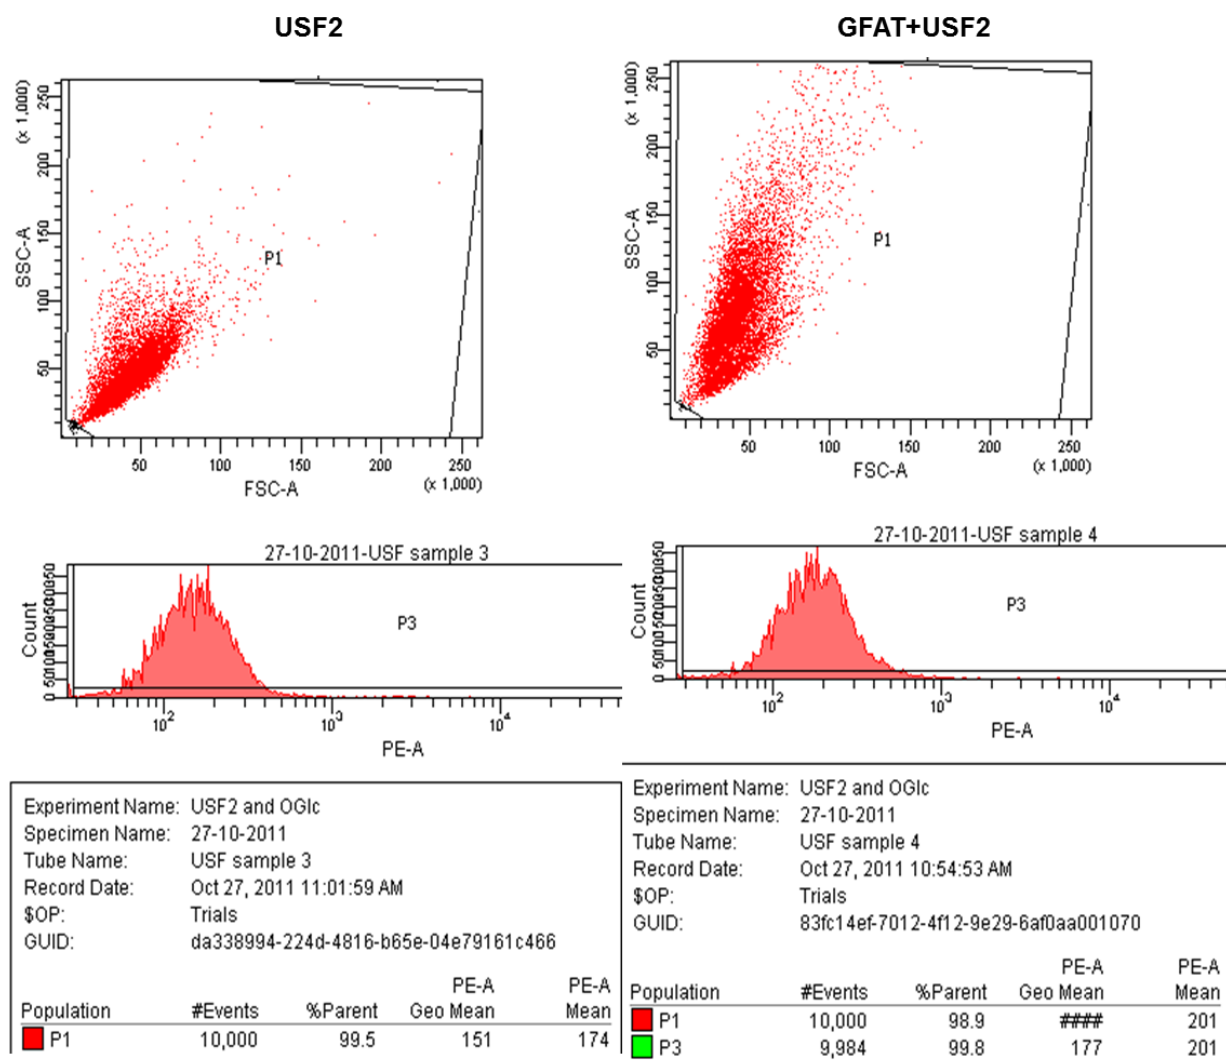 USF2
GFAT+USF2
(x 1,000)
250
200
150
100
50
SSC-A
P1
50 100 150 200 250
(x 1,000)
FSC-A
(x 1,000)
250
200
150
100
50
SSC-A
P1
50 100 150 200 250
(x 1,000)
FSC-A
27-10-2011-USF sample 3
Count
P3
10² 10³ 10⁴
PE-A
27-10-2011-USF sample 4
Count
P3
10² 10³ 10⁴
PE-A
Experiment Name: USF2 and OGlc
Specimen Name: 27-10-2011
Tube Name: USF sample 3
Record Date: Oct 27, 2011 11:01:59 AM
$OP: Trials
GUID: da338994-224d-4816-b65e-04e79161c466
PE-A PE-A
Population #Events %Parent Geo Mean Mean
P1 10,000 99.5 151 174
Experiment Name: USF2 and OGlc
Specimen Name: 27-10-2011
Tube Name: USF sample 4
Record Date: Oct 27, 2011 10:54:53 AM
$OP: Trials
GUID: 83fc14ef-7012-4f12-9e29-6af0aa001070
PE-A PE-A
Population #Events %Parent Geo Mean Mean
P1 10,000 98.9 #### 201
P3 9,984 99.8 177 201